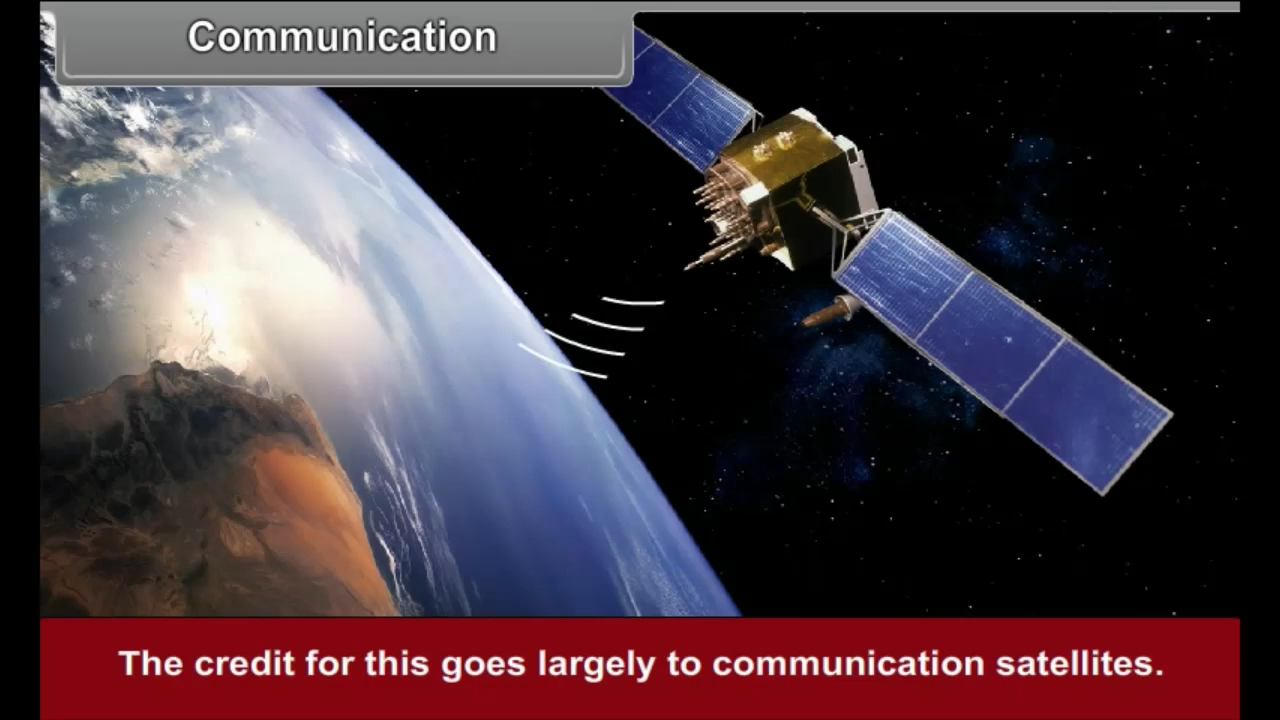 Communication
The credit for this goes largely to communication satellites.